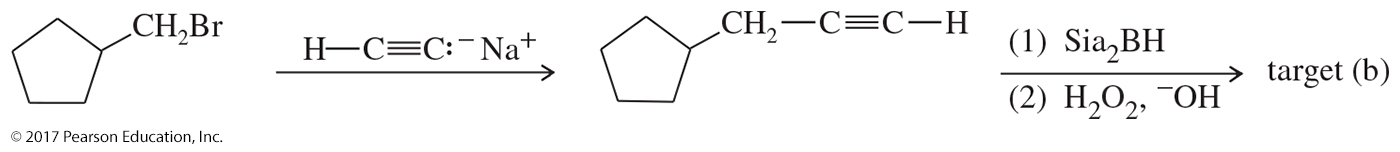 CH₂Br
H—C≡C:⁻ Na⁺
CH₂—C≡C—H
(1) Sia₂BH
(2) H₂O₂, ⁻OH
target (b)
© 2017 Pearson Education, Inc.